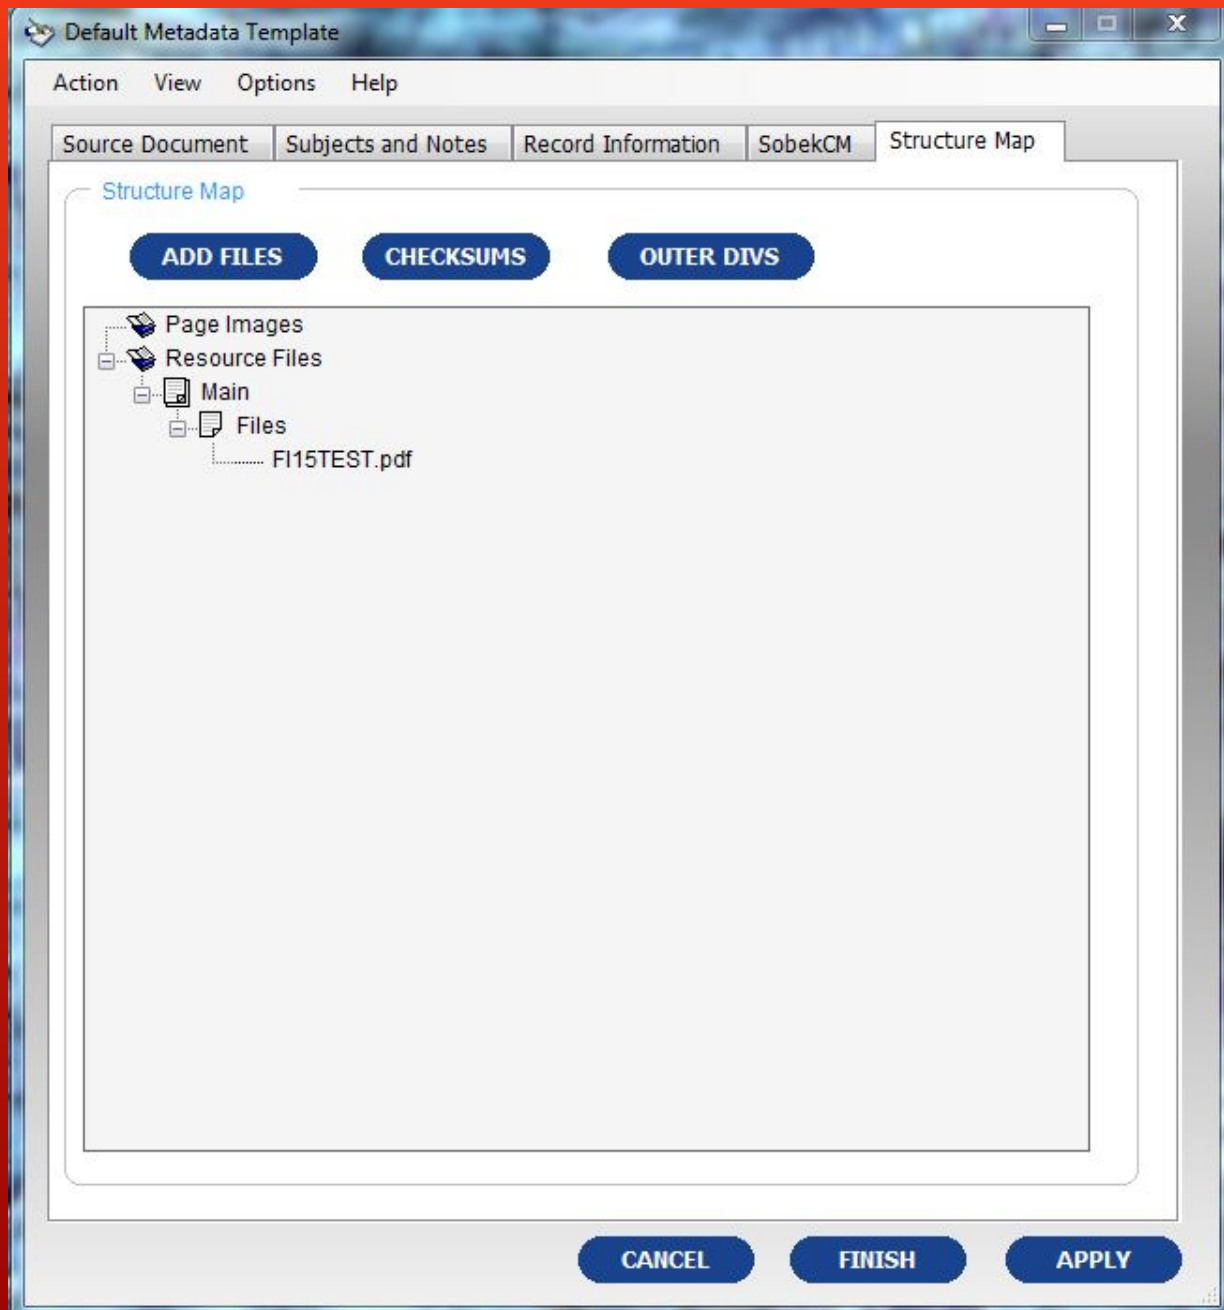 Default Metadata Template
Action View Options Help
Source Document Subjects and Notes Record Information SobekCM Structure Map
Structure Map
ADD FILES CHECKSUMS OUTER DIVS
Page Images
Resource Files
Main
Files
FI15TEST.pdf
CANCEL FINISH APPLY